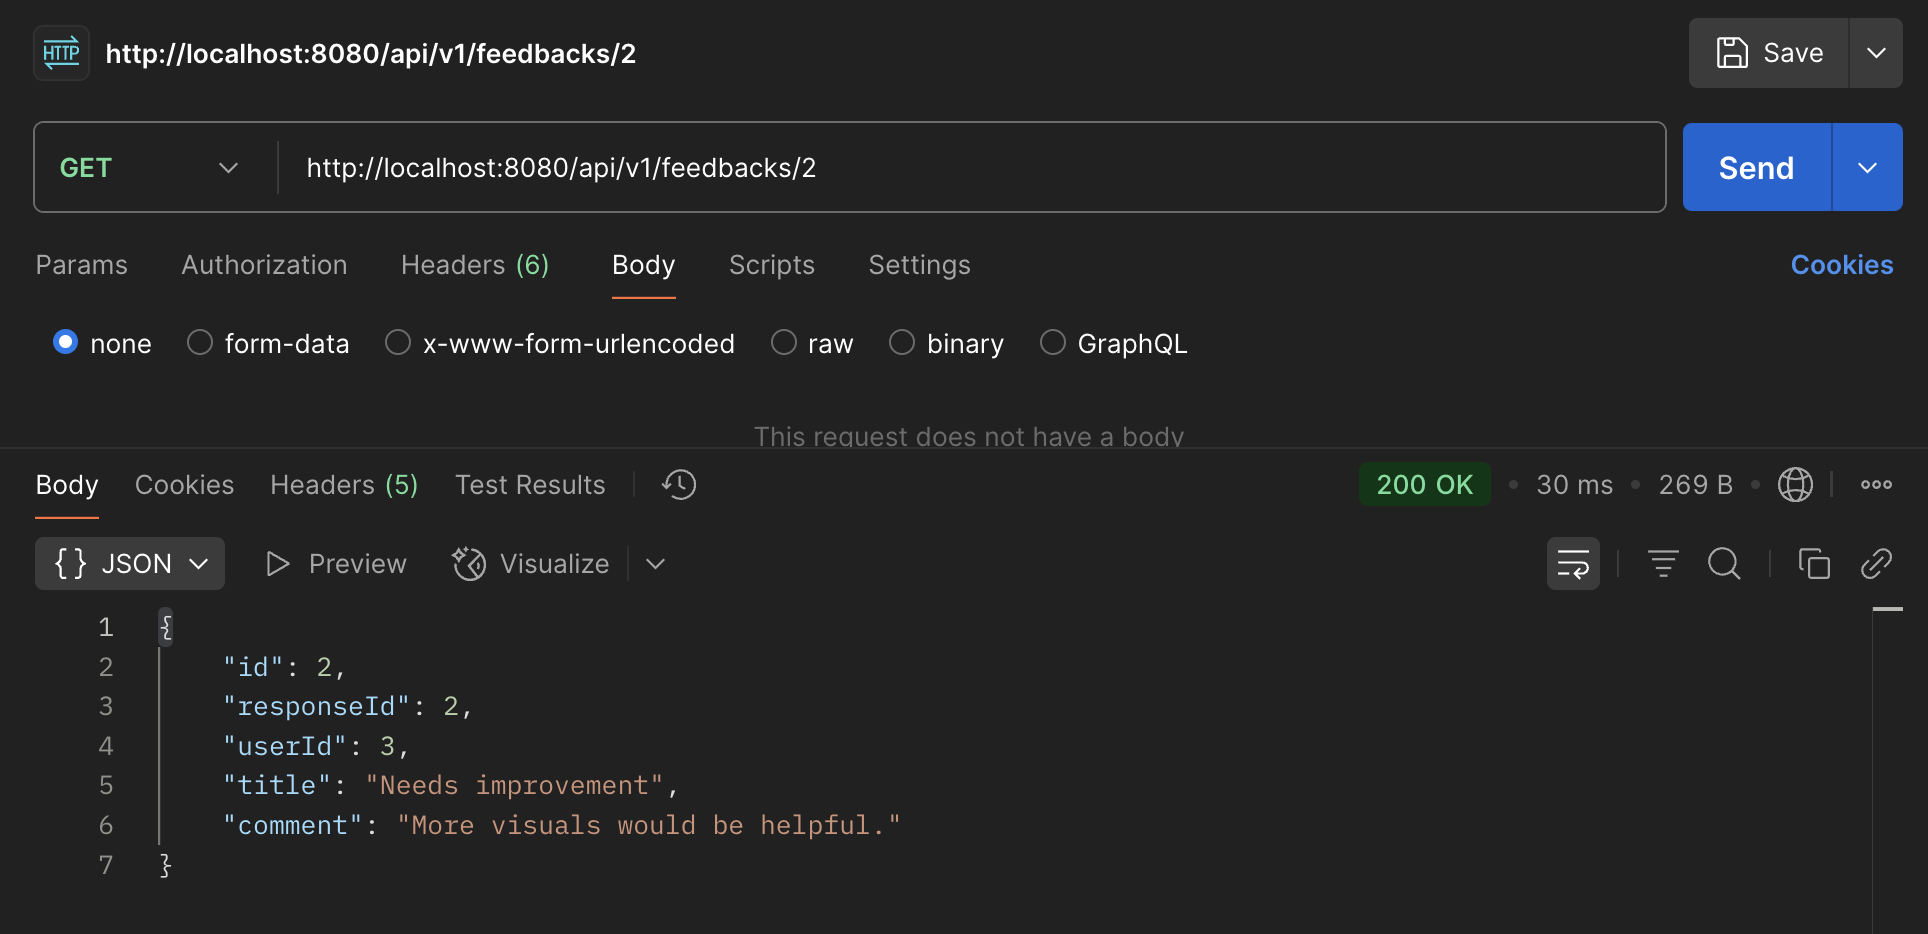 HTTP http://localhost:8080/api/v1/feedbacks/2 Save
GET http://localhost:8080/api/v1/feedbacks/2 Send
Params Authorization Headers (6) Body Scripts Settings Cookies
none form-data x-www-form-urlencoded raw binary GraphQL
This request does not have a body
Body Cookies Headers (5) Test Results 200 OK • 30 ms • 269 B •
{} JSON Preview Visualize
1 {
2 "id": 2,
3 "responseId": 2,
4 "userId": 3,
5 "title": "Needs improvement",
6 "comment": "More visuals would be helpful."
7 }